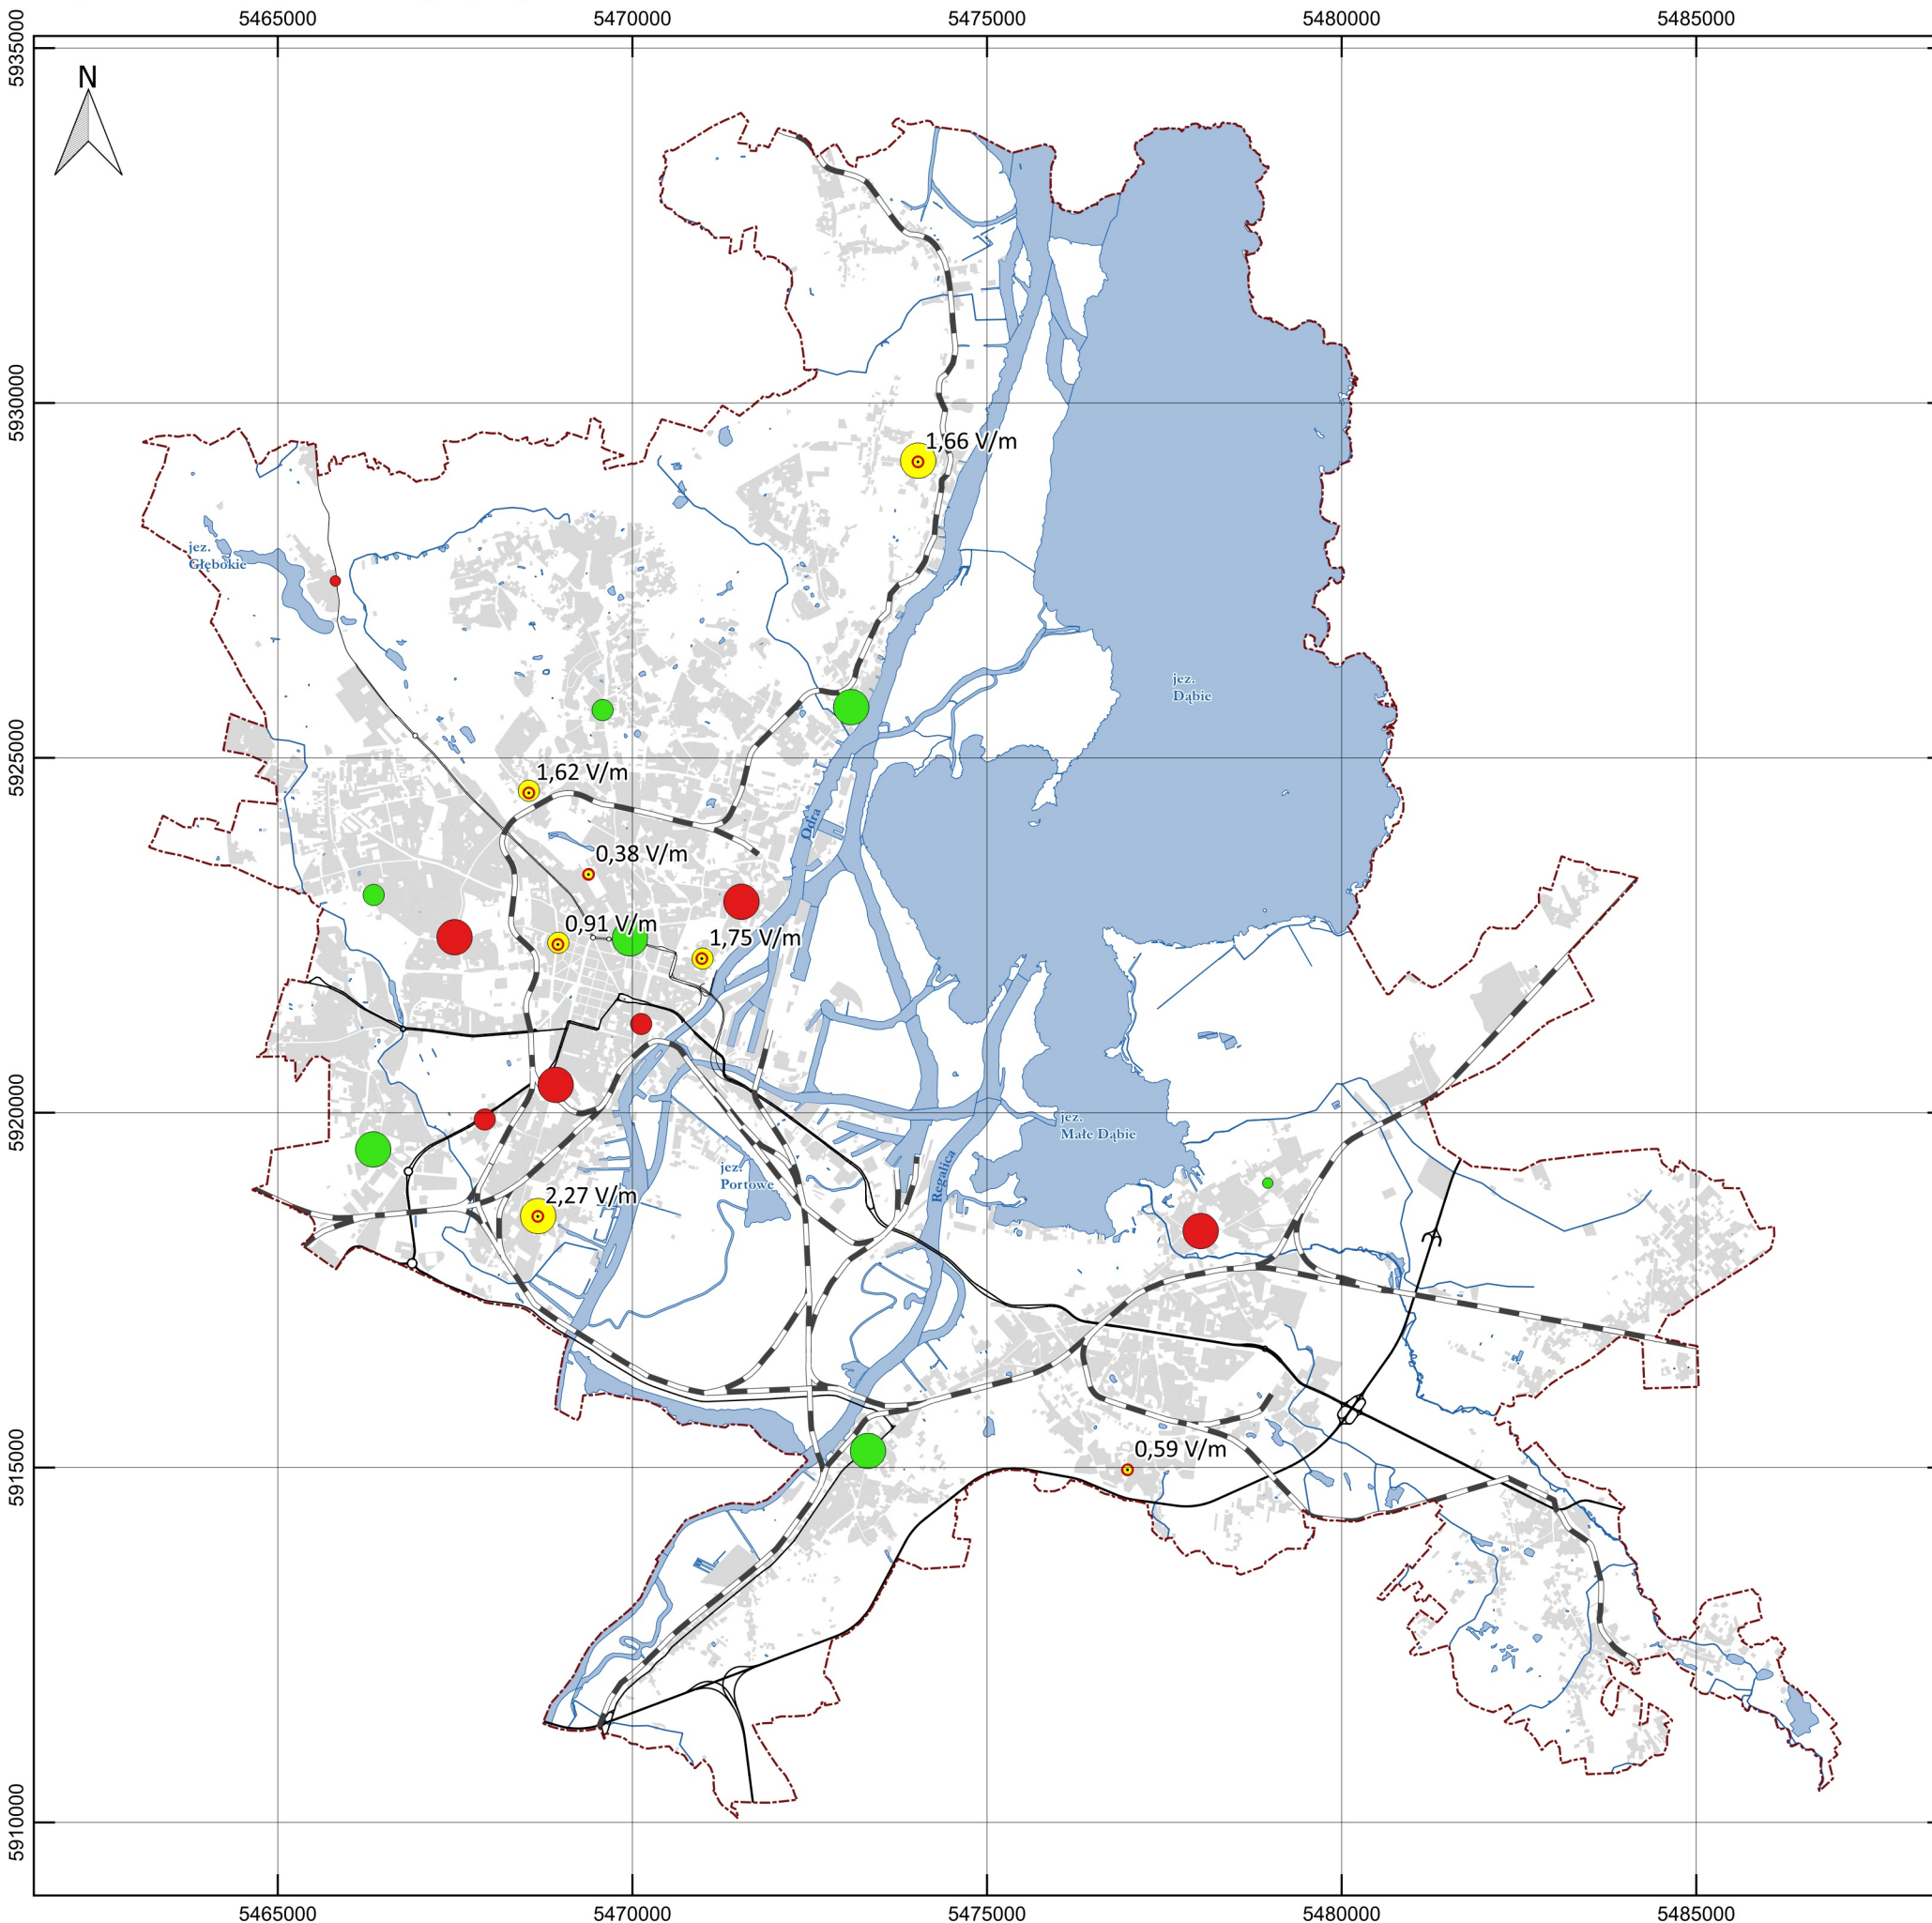 5465000 5470000 5475000 5480000 5485000
5935000
N
5930000
1,66 V/m
jez.
Głębokie
jez.
Dąbie
5925000
1,62 V/m
Odra
0,38 V/m
0,91 V/m
1,75 V/m
5920000
jez.
Małe Dąbie
jez.
Portowe
Regalica
2,27 V/m
5915000
0,59 V/m
5910000
5465000 5470000 5475000 5480000 5485000